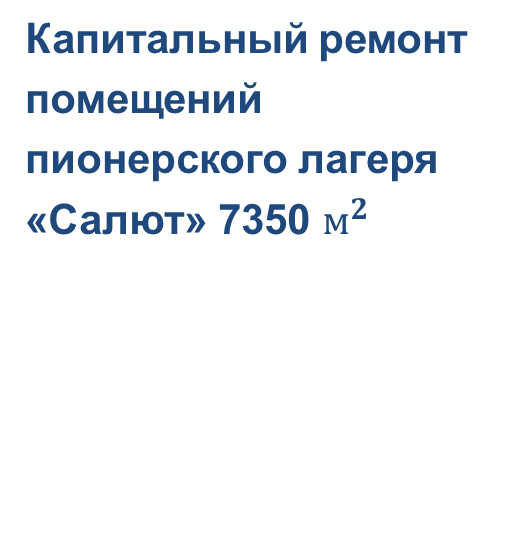 Капитальный ремонт
помещений
пионерского лагеря
«Салют» 7350 м²